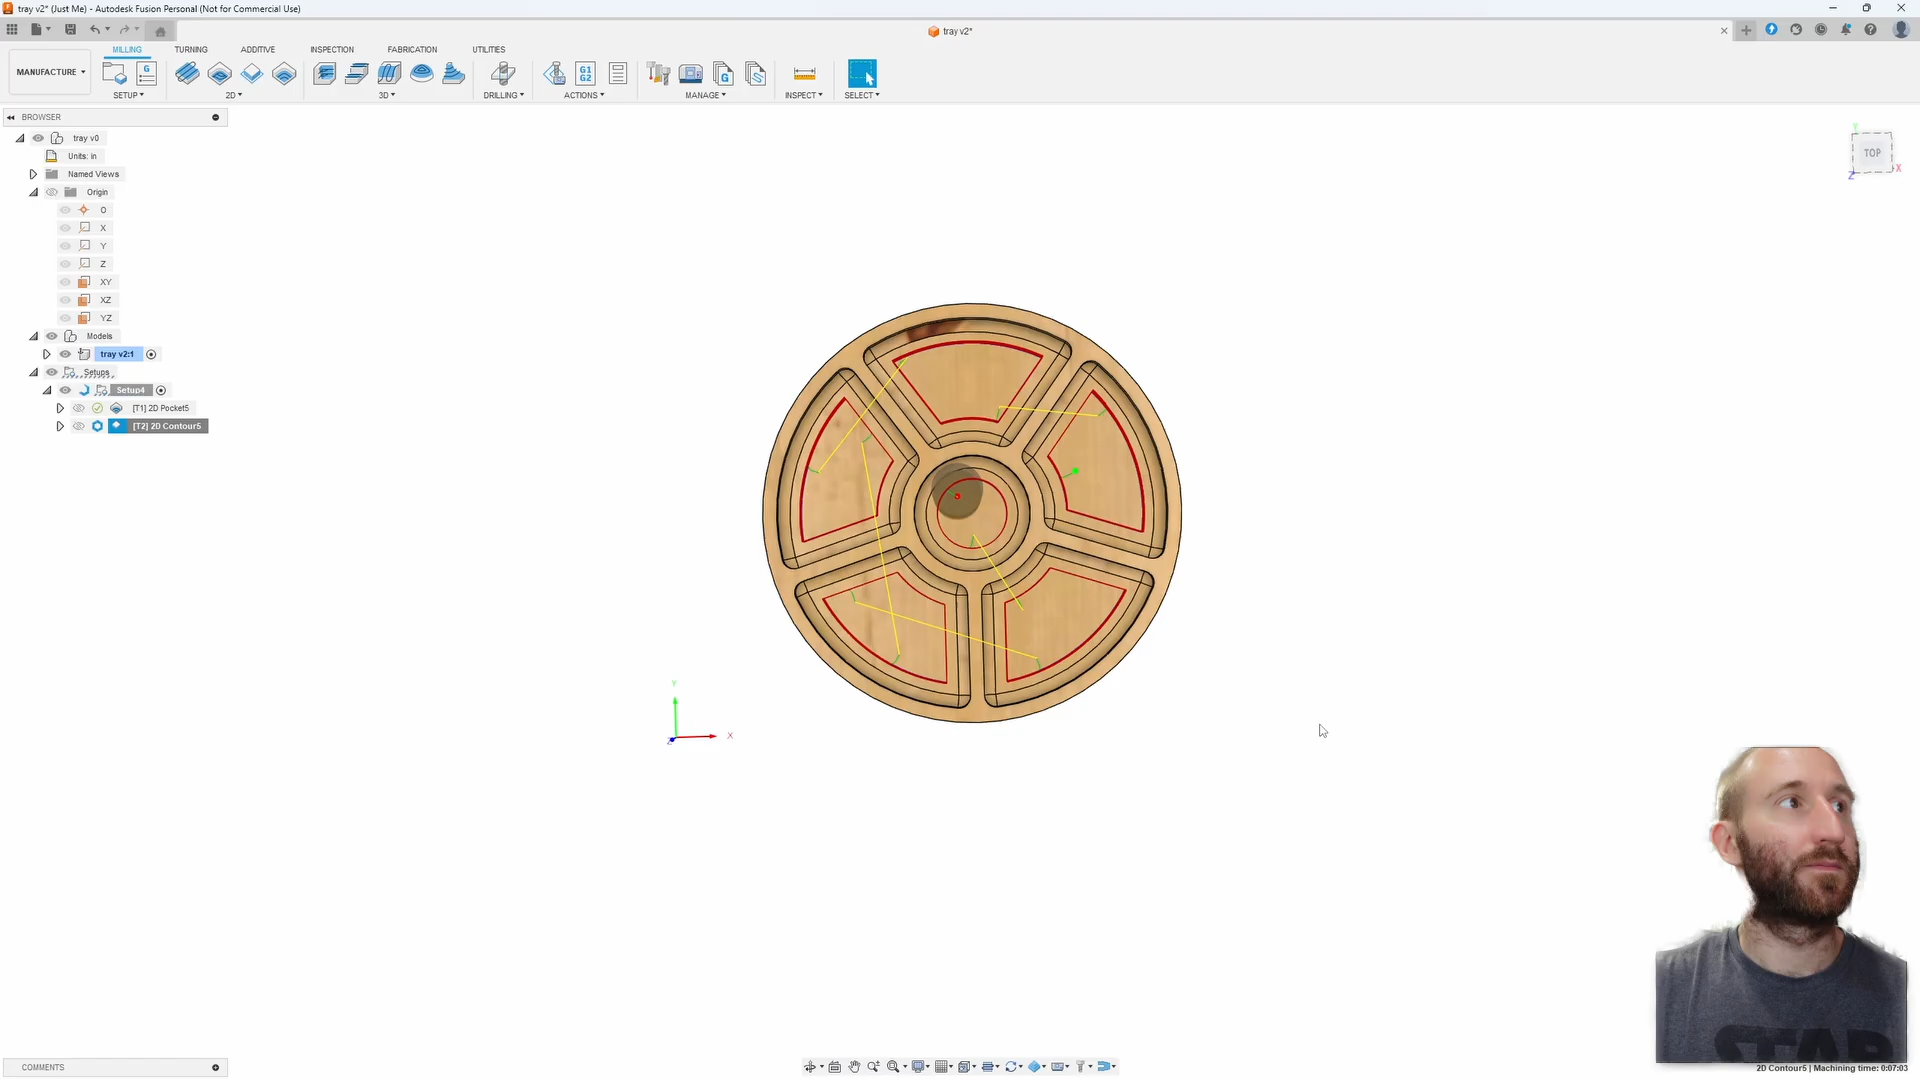 tray v2* (Just Me) - Autodesk Fusion Personal (Not for Commercial Use)
tray v2*
MILLING TURNING ADDITIVE INSPECTION FABRICATION UTILITIES
MANUFACTURE
G
G1
G2
G
SETUP 2D 3D DRILLING ACTIONS MANAGE INSPECT SELECT
BROWSER
tray v0
Units: in
Named Views
Origin
O
X
Y
Z
XY
XZ
YZ
Models
tray v2:1
Setups
Setup4
[T1] 2D Pocket5
[T2] 2D Contour5
Y
TOP
X
Z
Y
X
Z
STAR
COMMENTS
2D Contour5 | Machining time: 0:07:03